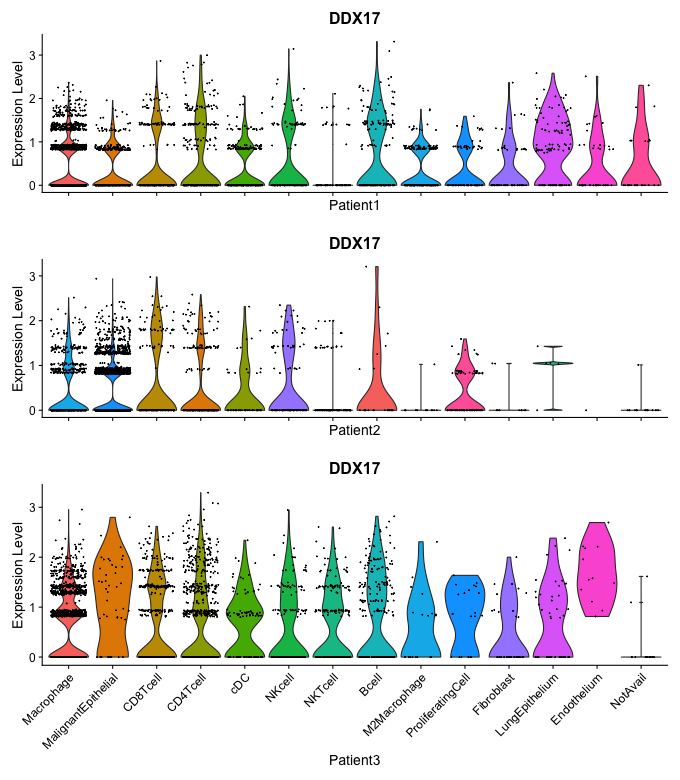 DDX17
Expression Level
3
2
1
0
Patient1
DDX17
Expression Level
3
2
1
0
Patient2
DDX17
Expression Level
3
2
1
0
Macrophage
MalignantEpithelial
CD8Tcell
CD4Tcell
cDC
NKcell
NKTcell
Bcell
M2Macrophage
ProliferatingCell
Fibroblast
LungEpithelium
Endothelium
NotAvail
Patient3